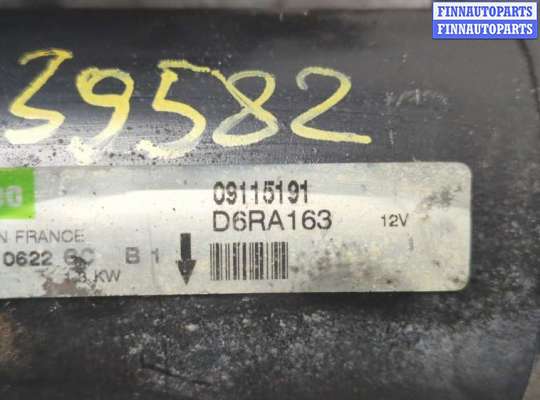 FINNAUTOPARTS
FINNAUTOPARTS
39582
09115191
D6RA163 12V
N FRANCE
0622 B 1
KW